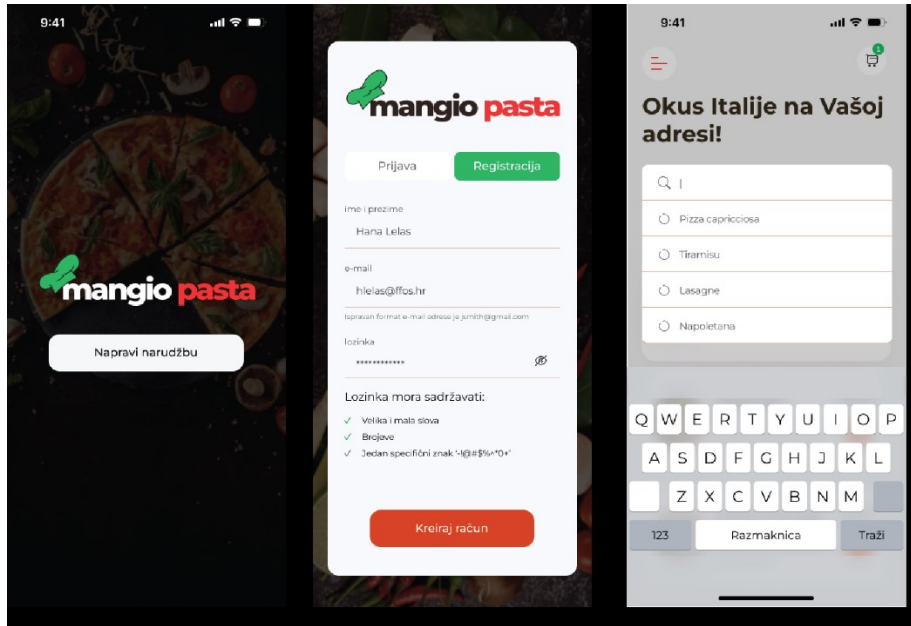 9:41
mangio pasta
Napravi narudžbu
mangio pasta
Prijava Registracija
ime i prezime
Hana Lelas
e-mail
hlelas@ffos.hr
Ispravan format e-mail adrese je jsmith@gmail.com
lozinka
************
Lozinka mora sadržavati:
Velika i mala slova
Brojeve
Jedan specifični znak '-!@#$%^*0+'
Kreiraj račun
9:41
1
Okus Italije na Vašoj
adresi!
Pizza capricciosa
Tiramisu
Lasagne
Napoletana
Q W E R T Y U I O P
A S D F G H J K L
Z X C V B N M
123 Razmaknica Traži